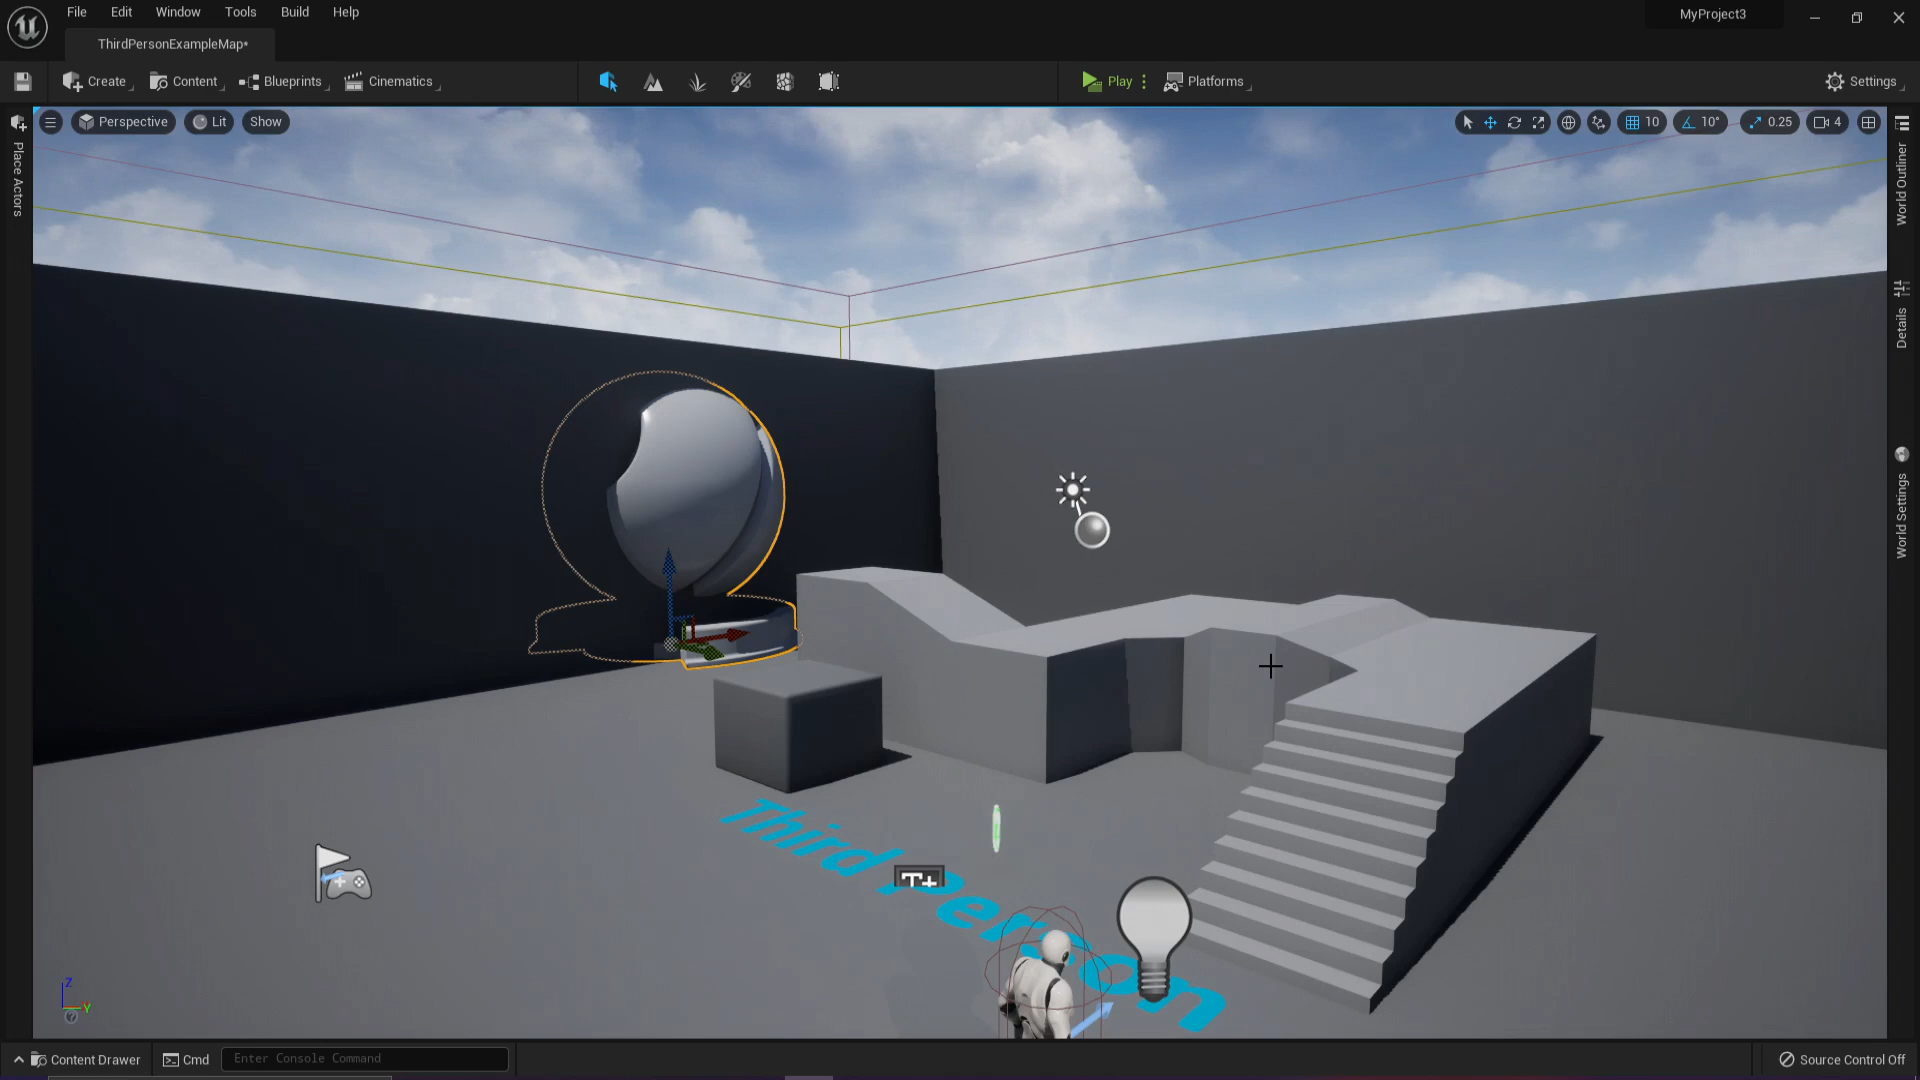 File Edit Window Tools Build Help
MyProject3
ThirdPersonExampleMap*
Create Content Blueprints Cinematics Play Platforms Settings
Perspective Lit Show 10 10° 0.25 4
Place Actors
World Outliner
Details
World Settings
Third Person
T+
Z
Y
Content Drawer Cmd Enter Console Command Source Control Off